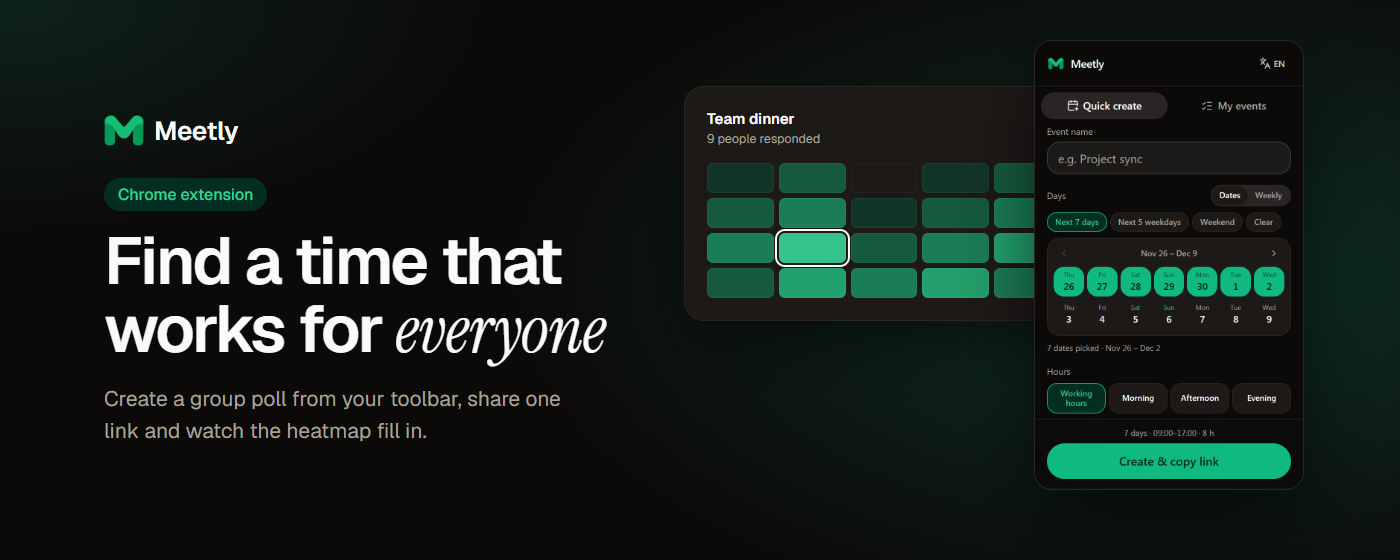 Meetly
Chrome extension
Find a time that
works for everyone
Create a group poll from your toolbar, share one
link and watch the heatmap fill in.
Team dinner
9 people responded
Meetly
EN
Quick create
My events
Event name
e.g. Project sync
Days
Dates
Weekly
Next 7 days
Next 5 weekdays
Weekend
Clear
Nov 26 – Dec 9
Thu Fri Sat Sun Mon Tue Wed
26 27 28 29 30 1 2
Thu Fri Sat Sun Mon Tue Wed
3 4 5 6 7 8 9
7 dates picked · Nov 26 – Dec 2
Hours
Working
hours
Morning
Afternoon
Evening
7 days · 09:00–17:00 · 8 h
Create & copy link